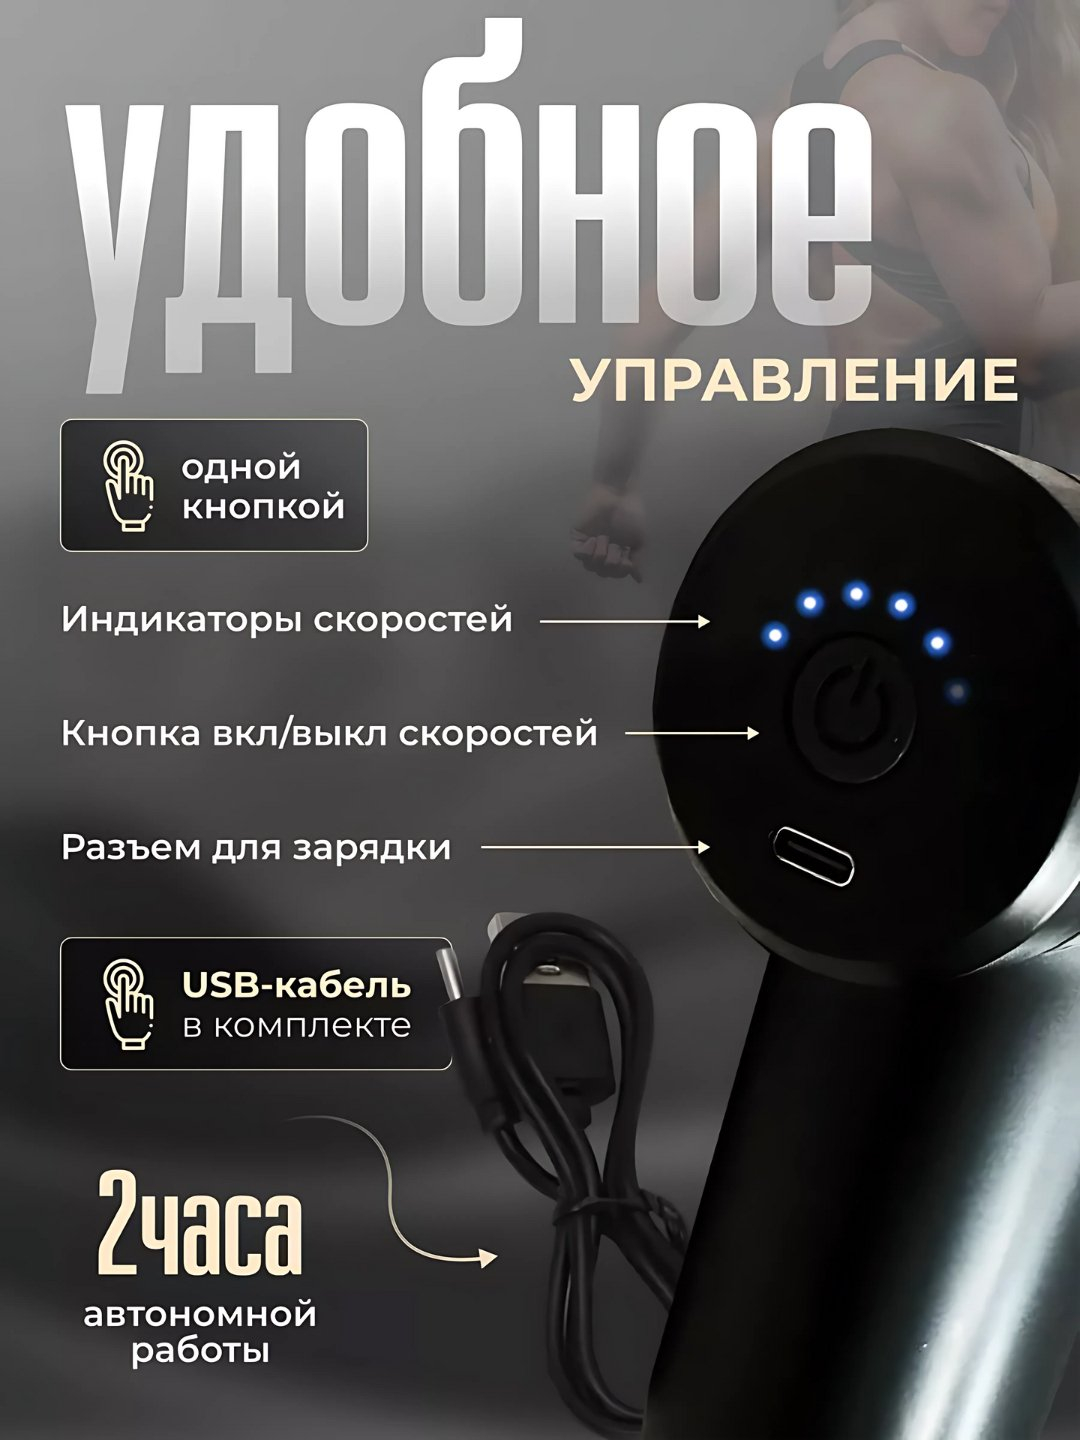 удобное
УПРАВЛЕНИЕ
одной
кнопкой
Индикаторы скоростей
Кнопка вкл/выкл скоростей
Разъем для зарядки
USB-кабель
в комплекте
2часа
автономной
работы